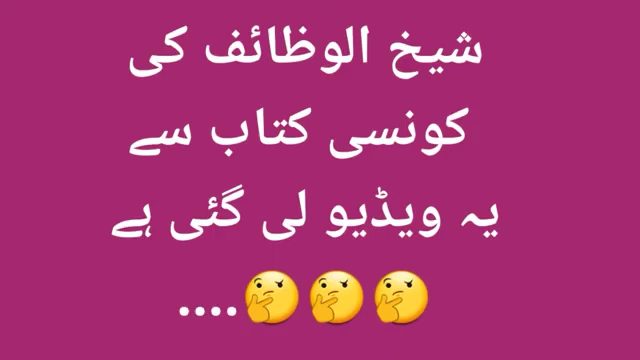 شیخ الوظائف کی
کونسی کتاب سے
یہ ویڈیو لی گئی ہے
🤔🤔🤔....